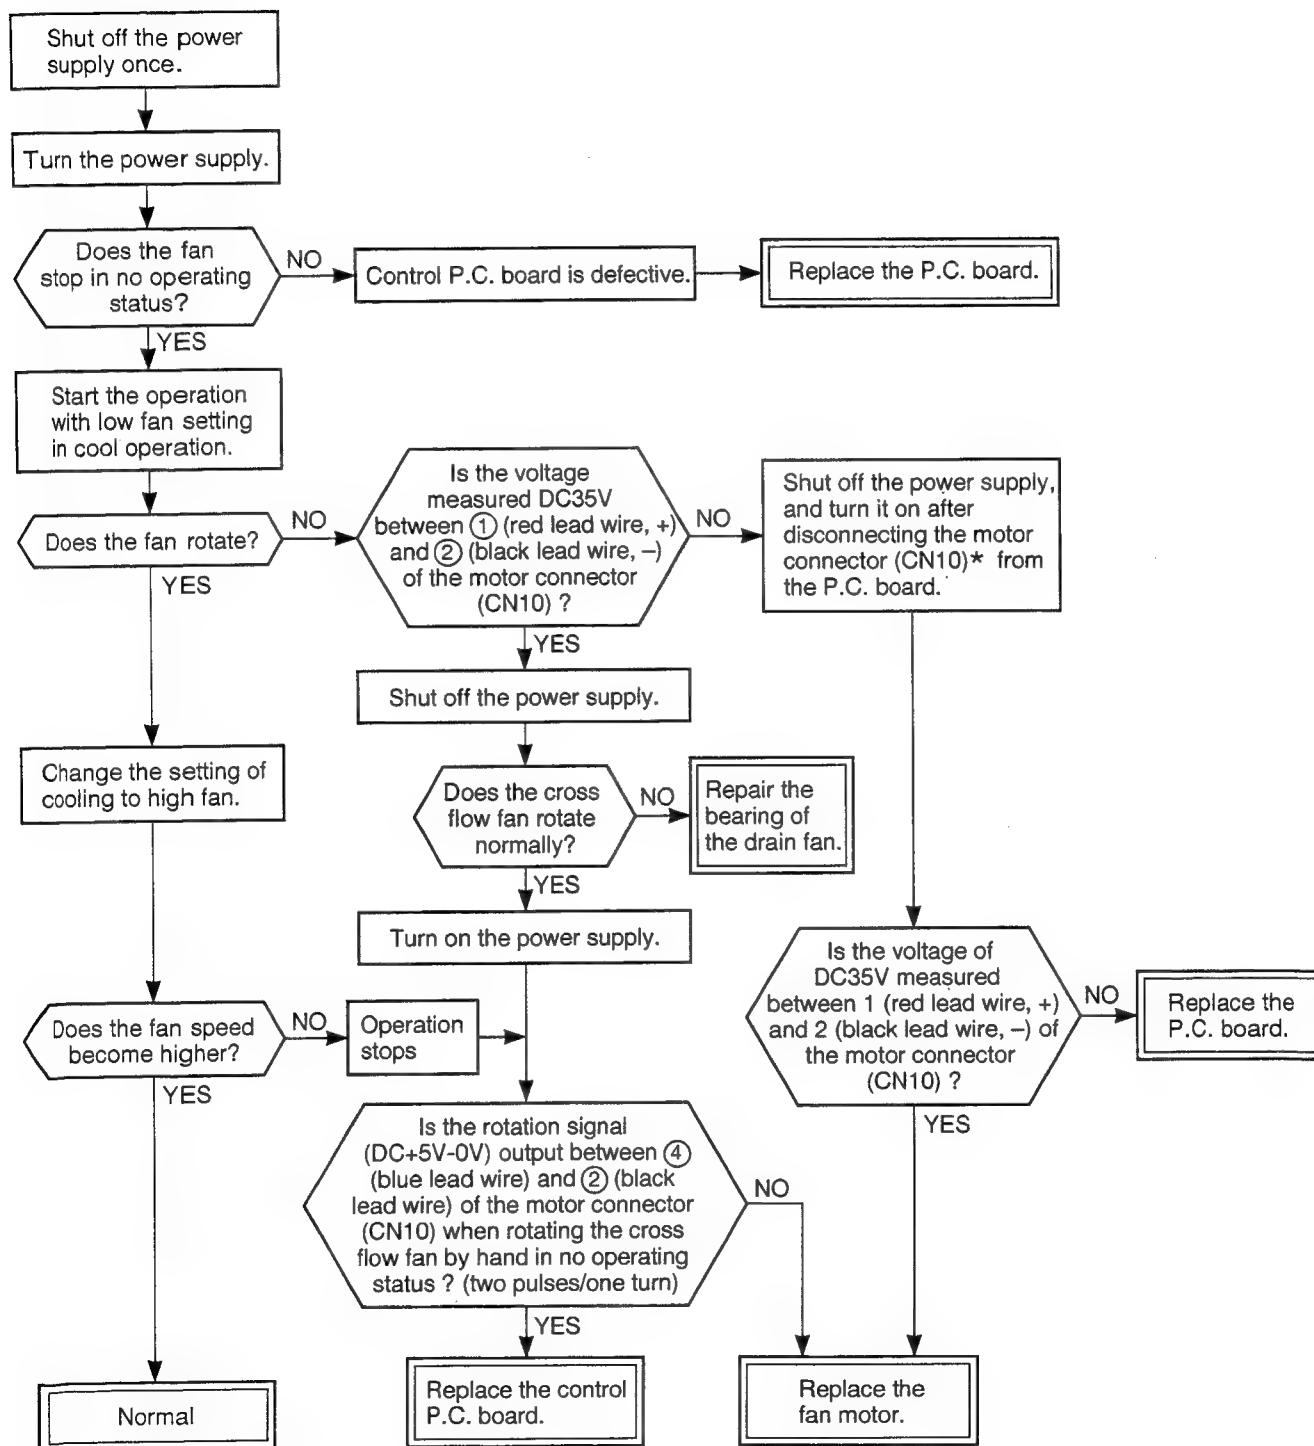 Shut off the power
supply once.
Turn the power supply.
Does the fan
stop in no operating
status?
NO
Control P.C. board is defective.
Replace the P.C. board.
YES
Start the operation
with low fan setting
in cool operation.
Does the fan rotate?
NO
Is the voltage
measured DC35V
between ① (red lead wire, +)
and ② (black lead wire, –)
of the motor connector
(CN10) ?
NO
Shut off the power supply,
and turn it on after
disconnecting the motor
connector (CN10)* from
the P.C. board.
YES
YES
Shut off the power supply.
Change the setting of
cooling to high fan.
Does the cross
flow fan rotate
normally?
NO
Repair the
bearing of
the drain fan.
YES
Turn on the power supply.
Is the voltage of
DC35V measured
between 1 (red lead wire, +)
and 2 (black lead wire, –) of
the motor connector
(CN10) ?
NO
Replace the
P.C. board.
Does the fan speed
become higher?
NO
Operation
stops
YES
YES
Is the rotation signal
(DC+5V-0V) output between ④
(blue lead wire) and ② (black
lead wire) of the motor connector
(CN10) when rotating the cross
flow fan by hand in no operating
status ? (two pulses/one turn)
NO
YES
Normal
Replace the control
P.C. board.
Replace the
fan motor.